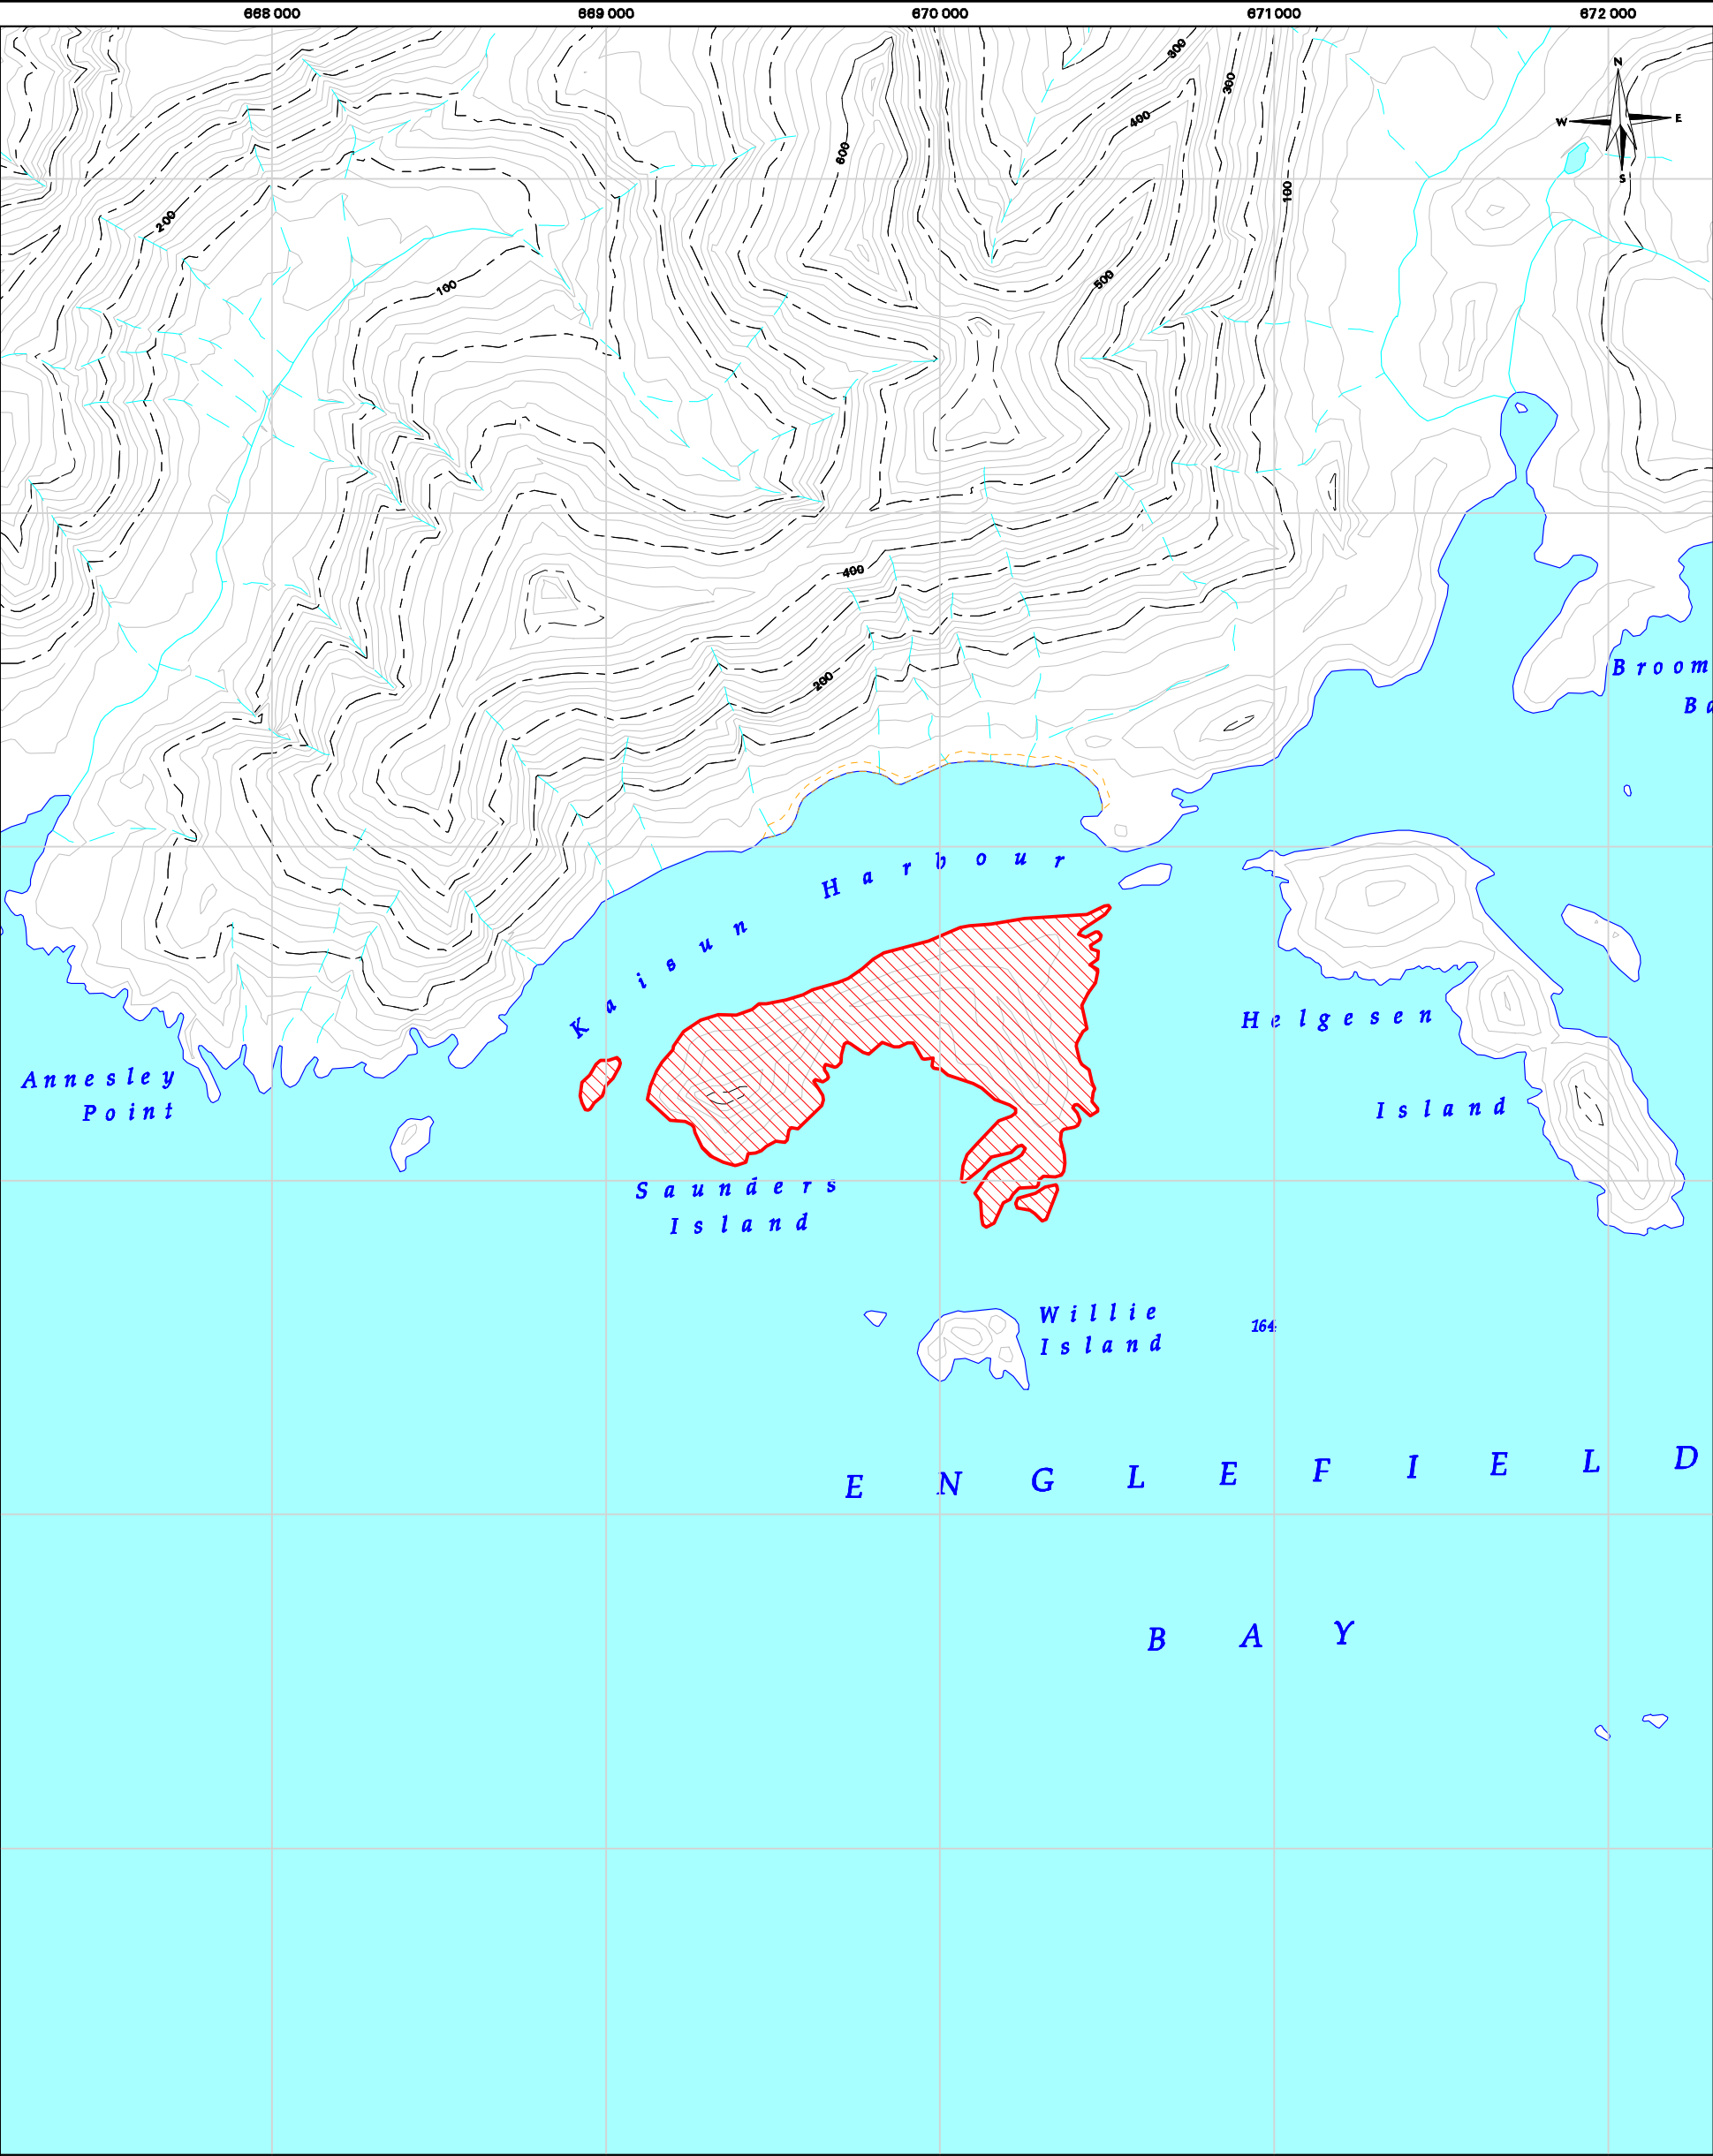 668 000 669 000 670 000 671 000 672 000
300
N
300
W E
400
600
S
100
200
500
100
400
Broom
200
Ba
Kaisun Harbour
Helgesen
Annesley
Island
Point
Saunders
Island
Willie
164
Island
ENGLEFIELD
BAY